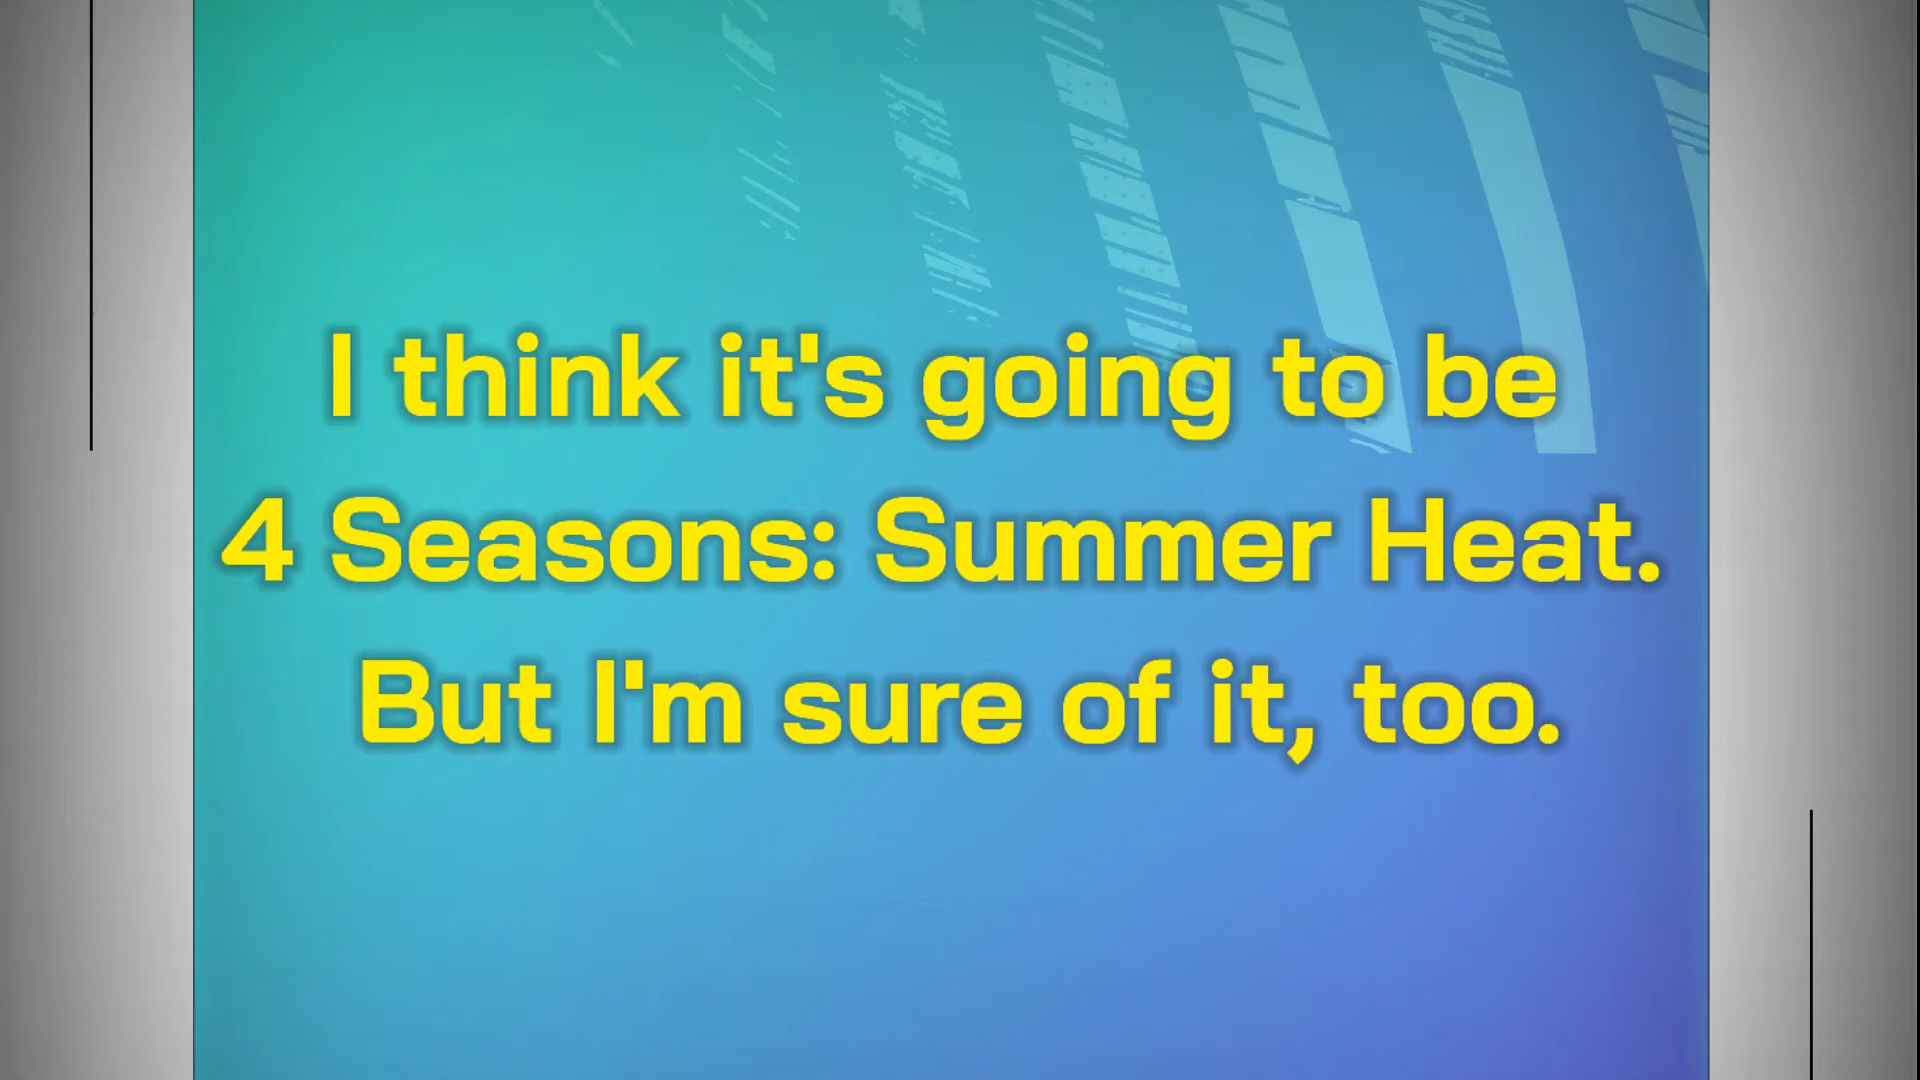 I think it's going to be
4 Seasons: Summer Heat.
But I'm sure of it, too.